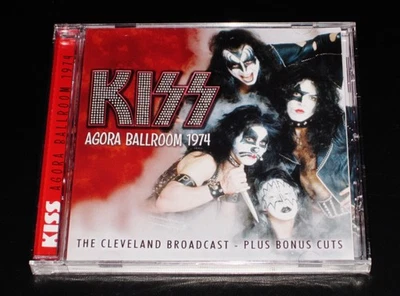 KISS
AGORA BALLROOM 1974
THE CLEVELAND BROADCAST - PLUS BONUS CUTS
KISS AGORA BALLROOM 1974